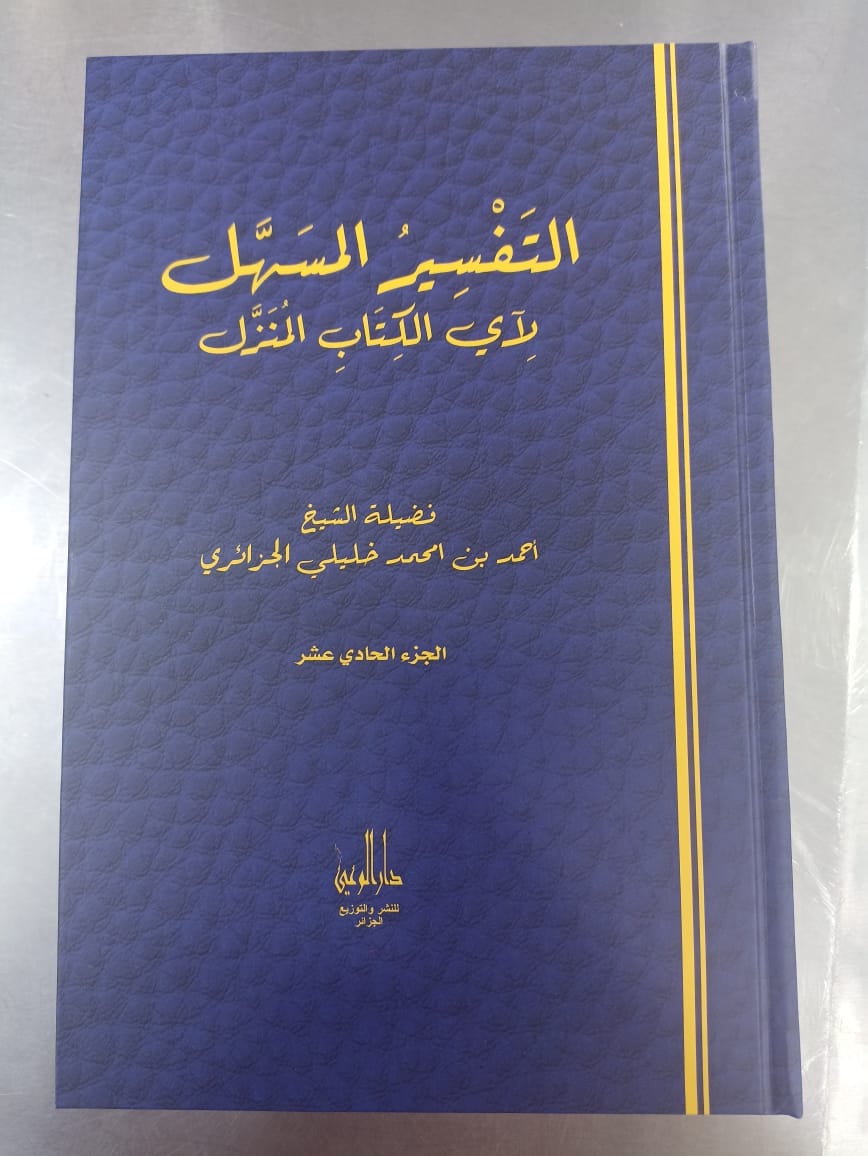 التَفْسِيرُ المسَهَّل
لِآي الكِتَابِ المُنَزَّل
فضيلة الشيخ
أحمد بن امحمد خليلي الجزائري
الجزء الحادي عشر
دار الوعي
للنشر والتوزيع
الجزائر